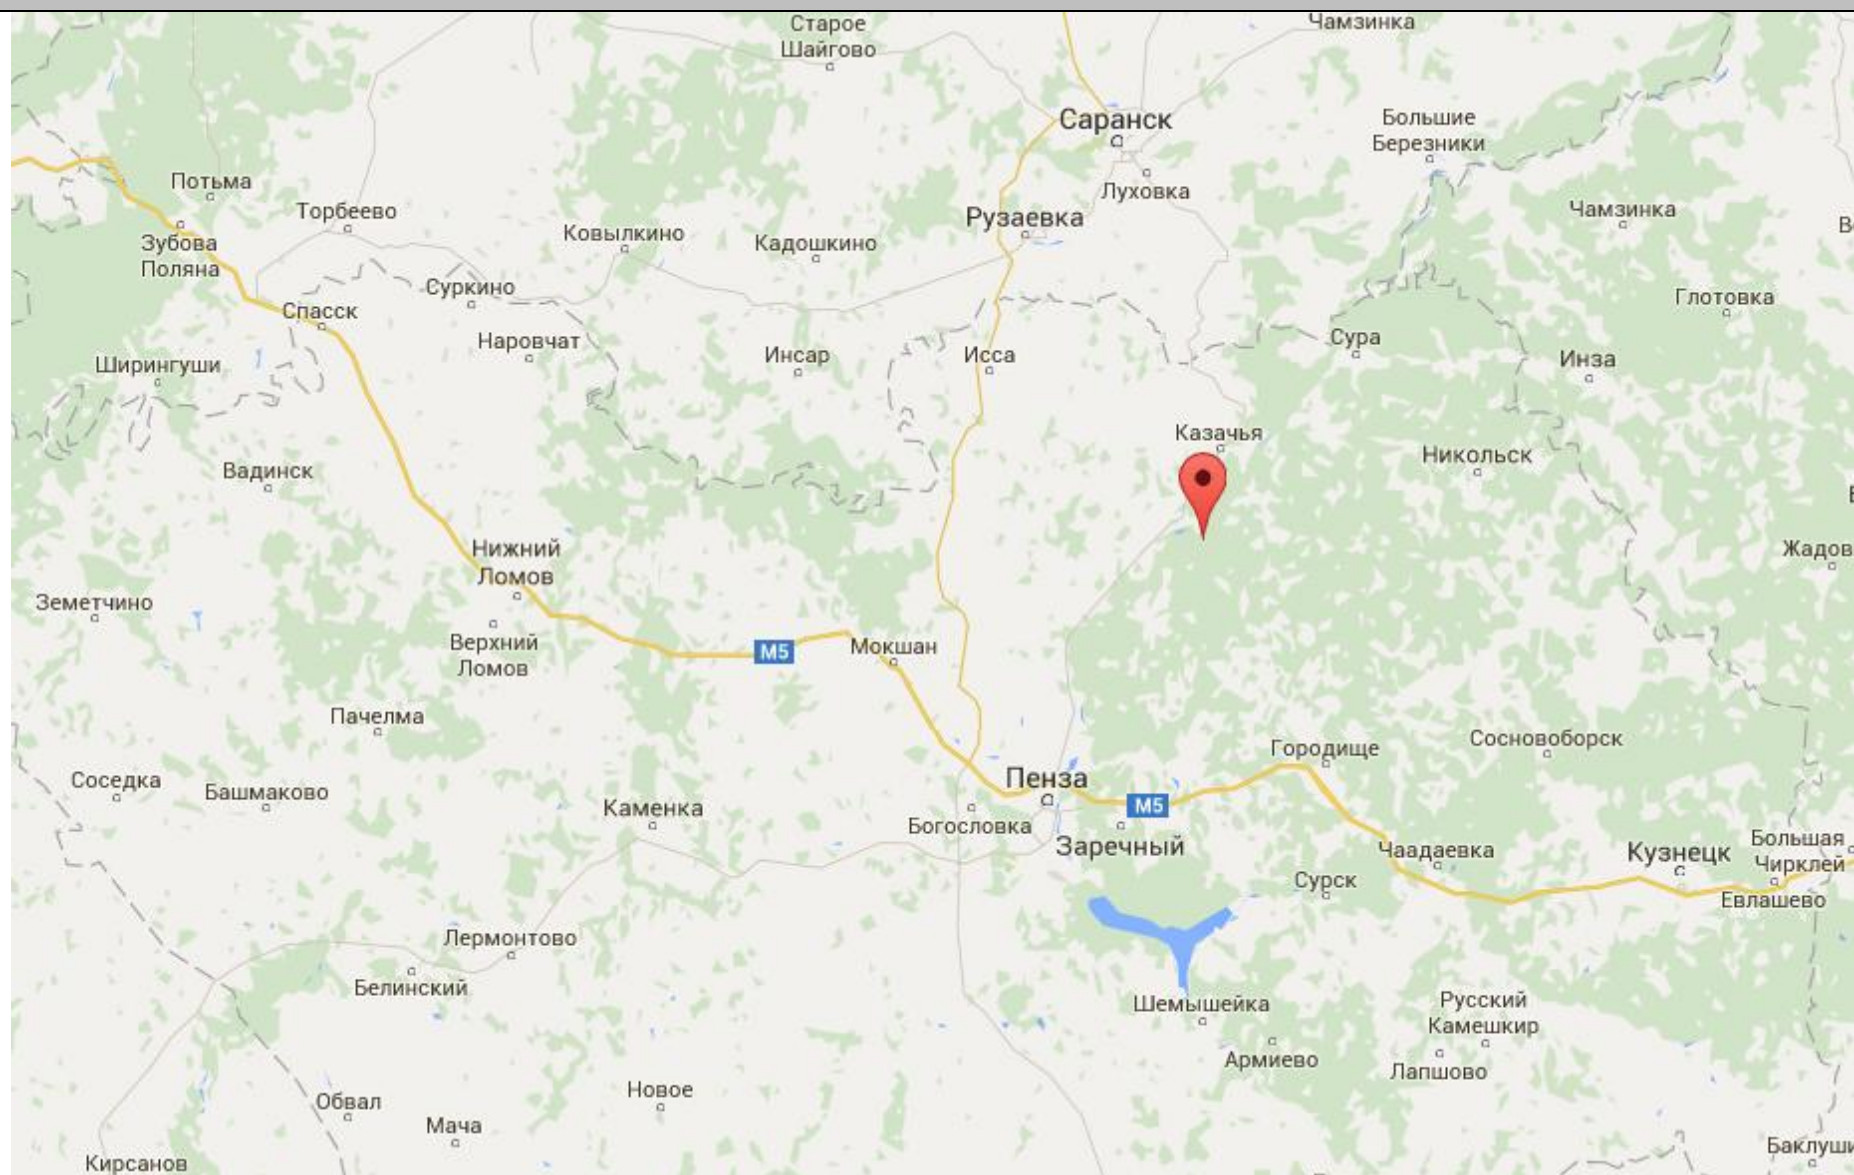 Старое
Шайгово
Чамзинка
Саранск
Большие
Березники
Потьма
Луховка
Торбеево
Рузаевка
Чамзинка
Ковылкино
Кадошкино
Зубова
Поляна
Суркино
Глотовка
Спасск
Наровчат
Инсар
Исса
Сура
Инза
Ширингуши
Казачья
Вадинск
Никольск
Нижний
Ломов
Жадов
Земетчино
Верхний
Ломов
М5
Мокшан
Пачелма
Сосновоборск
Городище
Соседка
Башмаково
Пенза
М5
Каменка
Богословка
Заречный
Чаадаевка
Кузнецк
Большая
Чирклей
Сурск
Евлашево
Лермонтово
Белинский
Шемышейка
Русский
Камешкир
Армиево
Лапшово
Новое
Обвал
Мача
Баклуши
Кирсанов